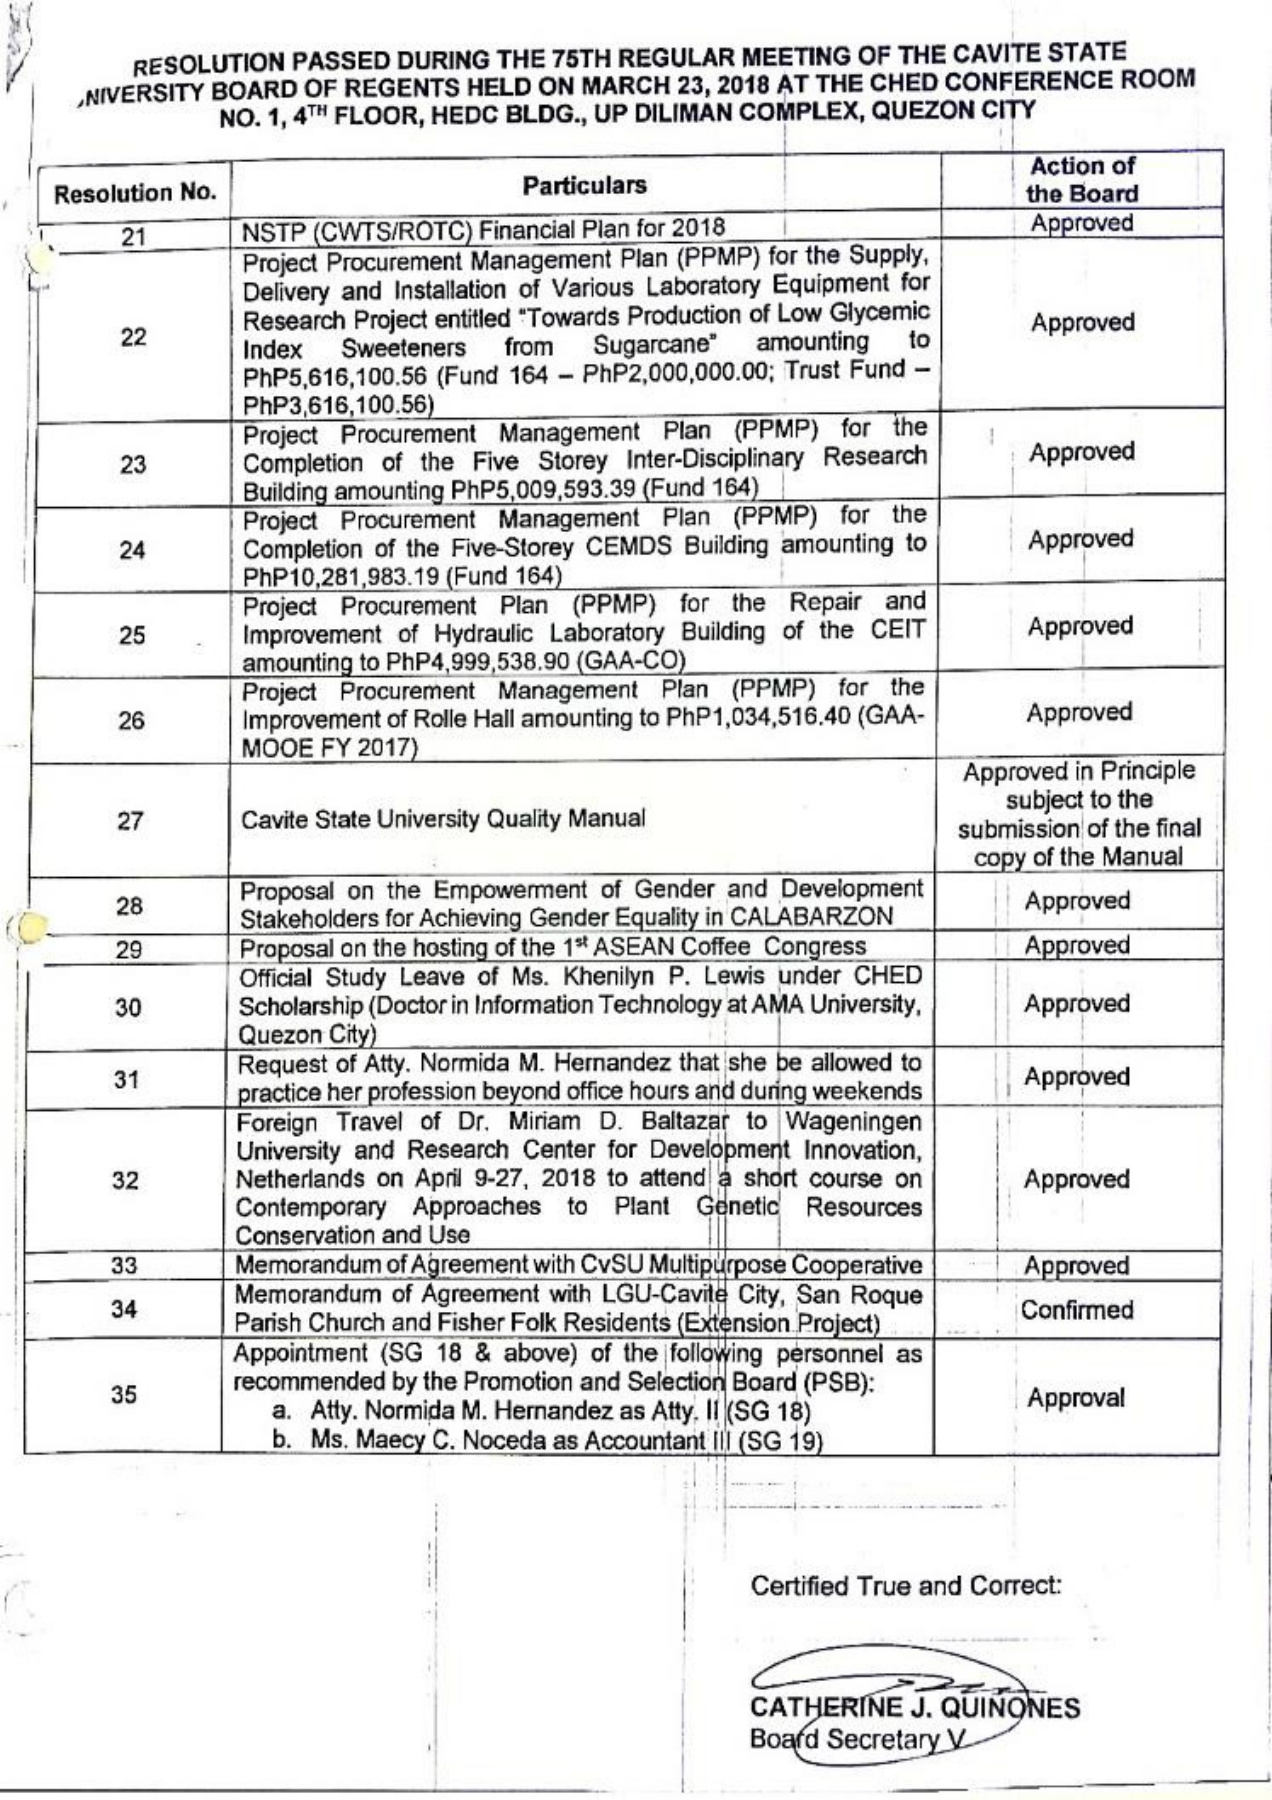 RESOLUTION PASSED DURING THE 75TH REGULAR MEETING OF THE CAVITE STATE
NIVERSITY BOARD OF REGENTS HELD ON MARCH 23, 2018 AT THE CHED CONFERENCE ROOM
NO. 1, 4TH FLOOR, HEDC BLDG., UP DILIMAN COMPLEX, QUEZON CITY
Resolution No.
Particulars
Action of
the Board
21
NSTP (CWTS/ROTC) Financial Plan for 2018
Approved
22
Project Procurement Management Plan (PPMP) for the Supply,
Delivery and Installation of Various Laboratory Equipment for
Research Project entitled "Towards Production of Low Glycemic
Index Sweeteners from Sugarcane" amounting to
PhP5,616,100.56 (Fund 164 – PhP2,000,000.00; Trust Fund –
PhP3,616,100.56)
Approved
23
Project Procurement Management Plan (PPMP) for the
Completion of the Five Storey Inter-Disciplinary Research
Building amounting PhP5,009,593.39 (Fund 164)
Approved
24
Project Procurement Management Plan (PPMP) for the
Completion of the Five-Storey CEMDS Building amounting to
PhP10,281,983.19 (Fund 164)
Approved
25
Project Procurement Plan (PPMP) for the Repair and
Improvement of Hydraulic Laboratory Building of the CEIT
amounting to PhP4,999,538.90 (GAA-CO)
Approved
26
Project Procurement Management Plan (PPMP) for the
Improvement of Rolle Hall amounting to PhP1,034,516.40 (GAA-
MOOE FY 2017)
Approved
27
Cavite State University Quality Manual
Approved in Principle
subject to the
submission of the final
copy of the Manual
28
Proposal on the Empowerment of Gender and Development
Stakeholders for Achieving Gender Equality in CALABARZON
Approved
29
Proposal on the hosting of the 1st ASEAN Coffee Congress
Approved
30
Official Study Leave of Ms. Khenilyn P. Lewis under CHED
Scholarship (Doctor in Information Technology at AMA University,
Quezon City)
Approved
31
Request of Atty. Normida M. Hernandez that she be allowed to
practice her profession beyond office hours and during weekends
Approved
32
Foreign Travel of Dr. Miriam D. Baltazar to Wageningen
University and Research Center for Development Innovation,
Netherlands on April 9-27, 2018 to attend a short course on
Contemporary Approaches to Plant Genetic Resources
Conservation and Use
Approved
33
Memorandum of Agreement with CvSU Multipurpose Cooperative
Approved
34
Memorandum of Agreement with LGU-Cavite City, San Roque
Parish Church and Fisher Folk Residents (Extension Project)
Confirmed
35
Appointment (SG 18 & above) of the following personnel as
recommended by the Promotion and Selection Board (PSB):
a. Atty. Normida M. Hernandez as Atty. II (SG 18)
b. Ms. Maecy C. Noceda as Accountant III (SG 19)
Approval
Certified True and Correct:
CATHERINE J. QUIÑONES
Board Secretary V